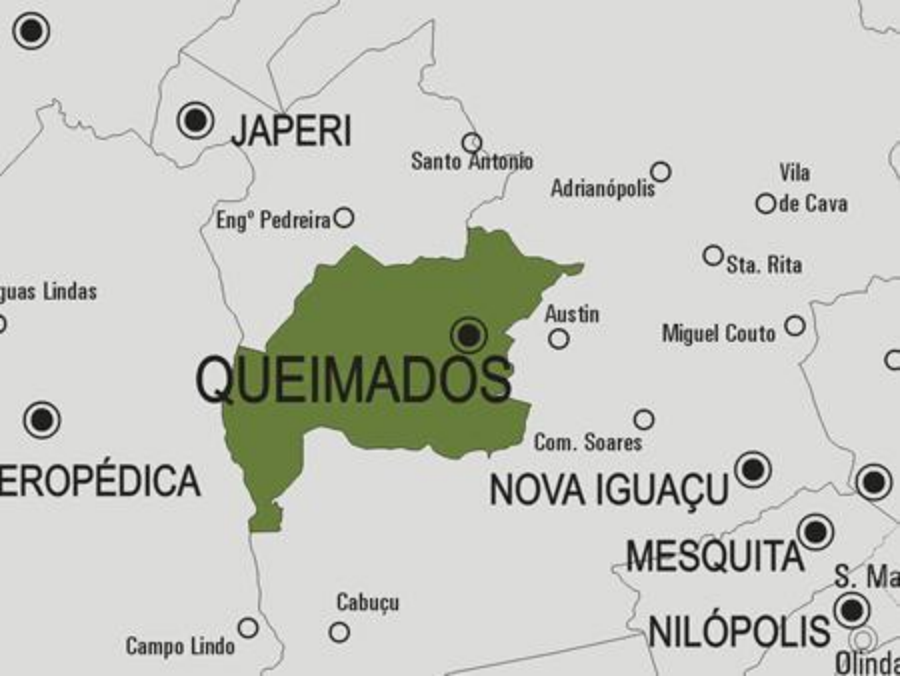 JAPERI
Santo Antonio
Adrianópolis
Vila
de Cava
Engº Pedreira
Sta. Rita
guas Lindas
Austin
Miguel Couto
QUEIMADOS
Com. Soares
EROPÉDICA
NOVA IGUAÇU
MESQUITA
S. Ma
Cabuçu
NILÓPOLIS
Campo Lindo
Olinda